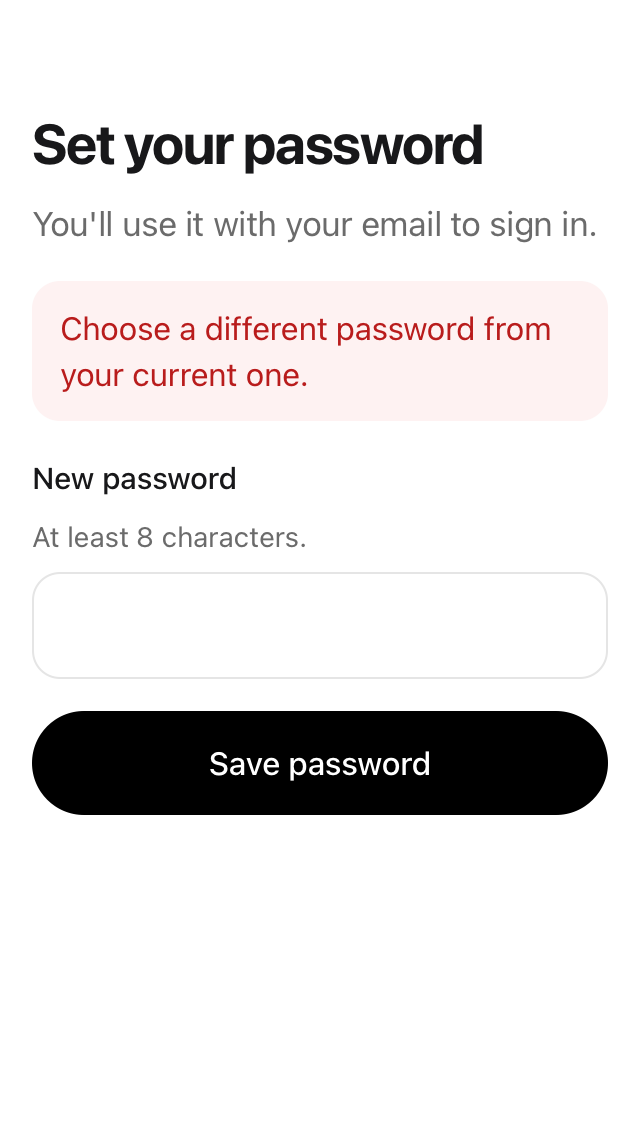 Set your password
You'll use it with your email to sign in.
Choose a different password from
your current one.
New password
At least 8 characters.
Save password